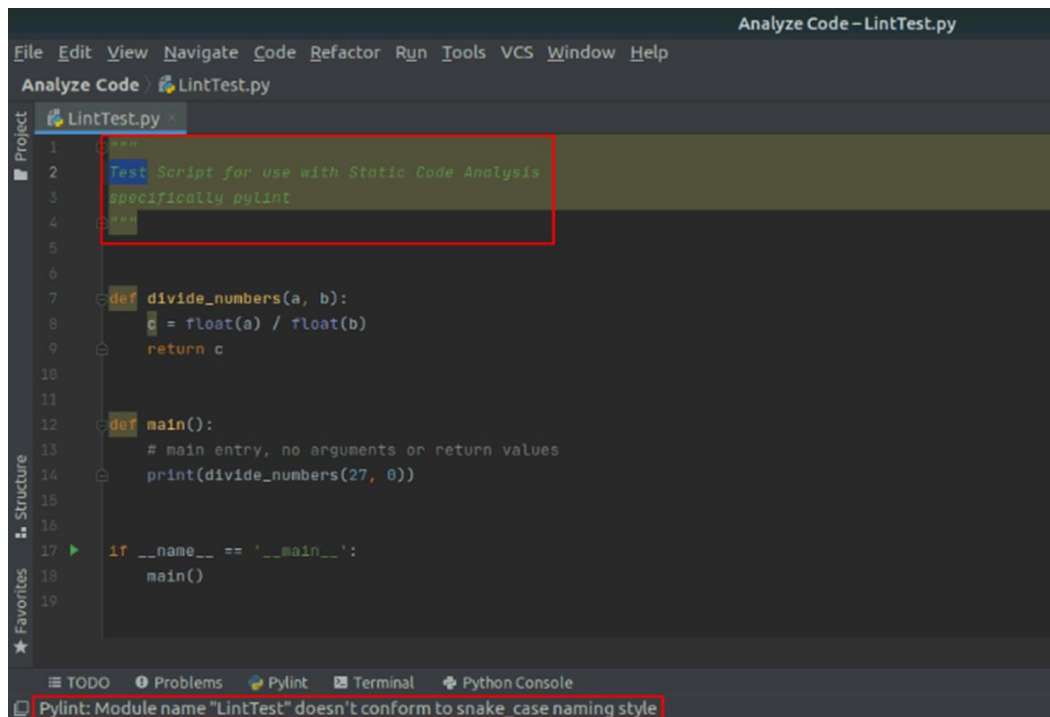 Analyze Code – LintTest.py
File Edit View Navigate Code Refactor Run Tools VCS Window Help
Analyze Code LintTest.py
Project
LintTest.py ×
1 """
2 Test Script for use with Static Code Analysis
3 specifically pylint
4 """
5
6
7 def divide_numbers(a, b):
8 c = float(a) / float(b)
9 return c
10
11
12 def main():
13 # main entry, no arguments or return values
14 print(divide_numbers(27, 0))
15
16
17 if __name__ == '__main__':
18 main()
19
Structure
Favorites
TODO Problems Pylint Terminal Python Console
Pylint: Module name "LintTest" doesn't conform to snake_case naming style